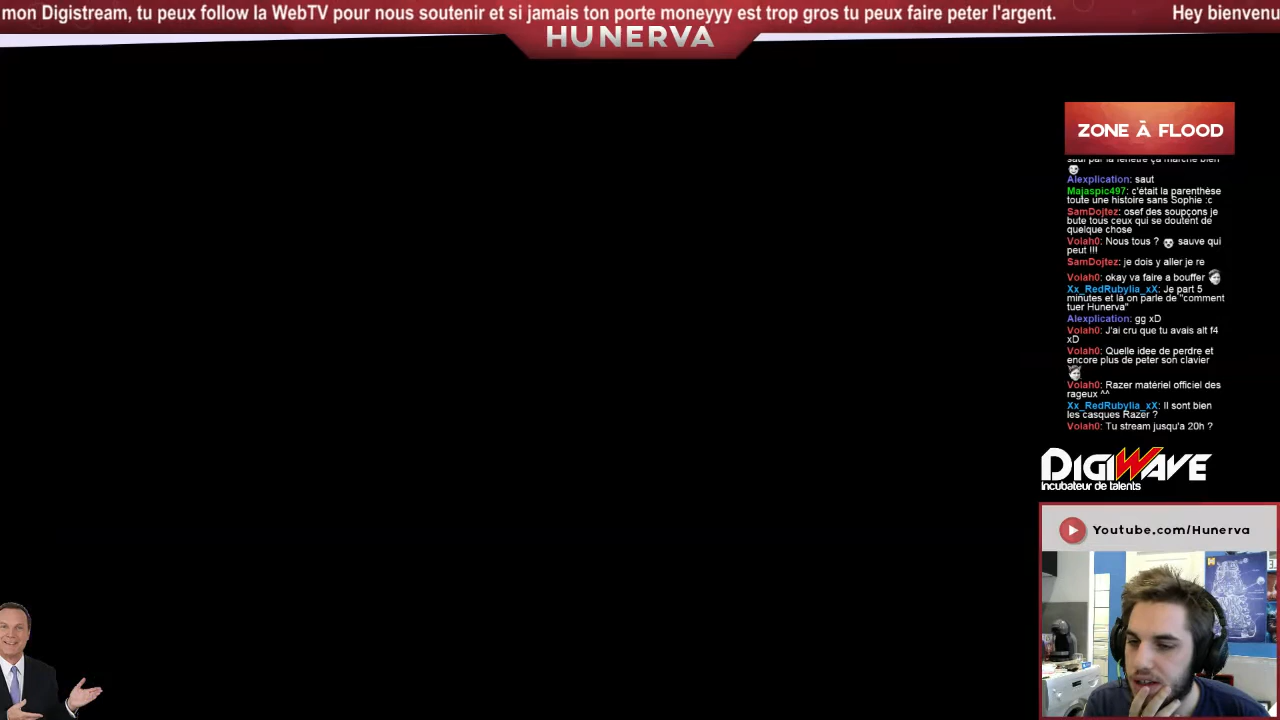 mon Digistream, tu peux follow la WebTV pour nous soutenir et si jamais ton porte moneyyy est trop gros tu peux faire peter l'argent. Hey bienvenu
HUNERVA
ZONE À FLOOD
saut par la fenetre ça marche bien
Alexplication: saut
Majaspic497: c'était la parenthèse
toute une histoire sans Sophie :c
SamDojtez: osef des soupçons je
bute tous ceux qui se doutent de
quelque chose
Volah0: Nous tous ? sauve qui
peut !!!
SamDojtez: je dois y aller je re
Volah0: okay va faire a bouffer
Xx_RedRubylia_xX: Je part 5
minutes et là on parle de "comment
tuer Hunerva"
Alexplication: gg xD
Volah0: J'ai cru que tu avais alt f4
xD
Volah0: Quelle idee de perdre et
encore plus de peter son clavier
Volah0: Razer matériel officiel des
rageux ^^
Xx_RedRubylia_xX: Il sont bien
les casques Razer ?
Volah0: Tu stream jusqu'a 20h ?
DIGIWAVE
incubateur de talents
Youtube.com/Hunerva